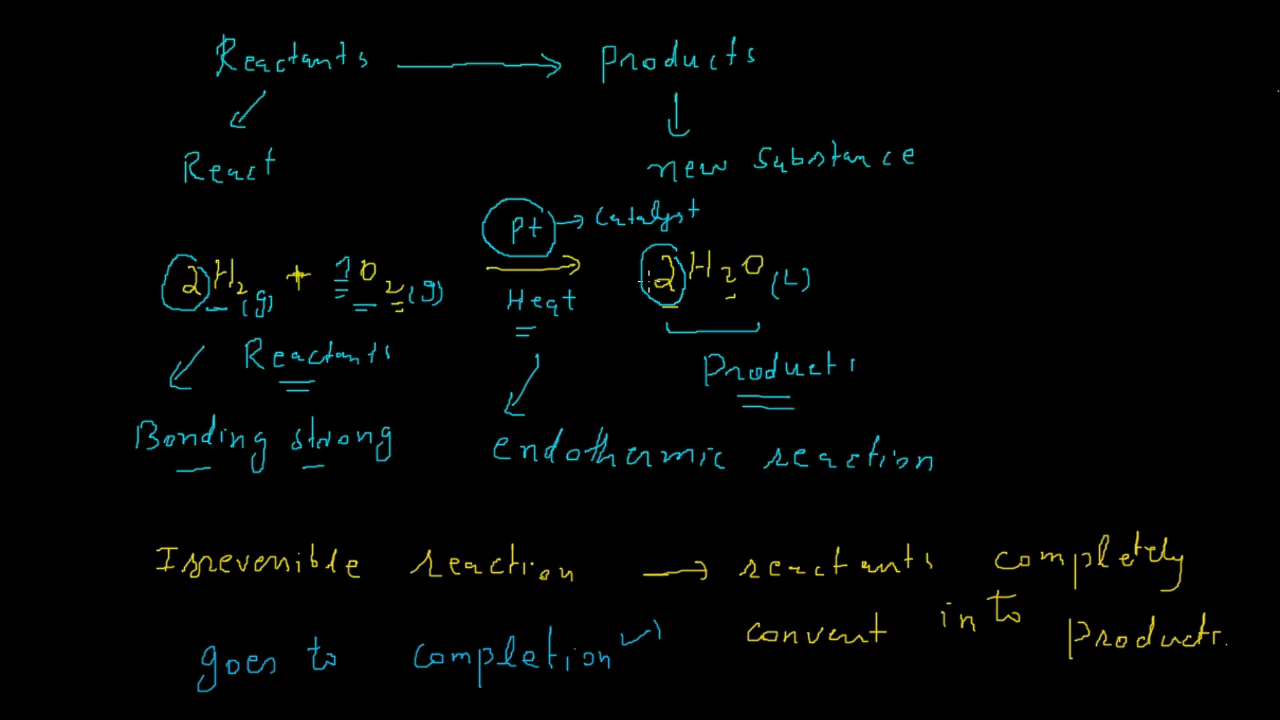 Reactants → Products
React
new substance
Pt → Catalyst
2H₂(g) + 1O₂(g) → 2H₂O(L)
Heat
Reactants
Products
Bonding strong
endothermic reaction
Irreversible reaction → reactants completely
convert into products.
goes to completion